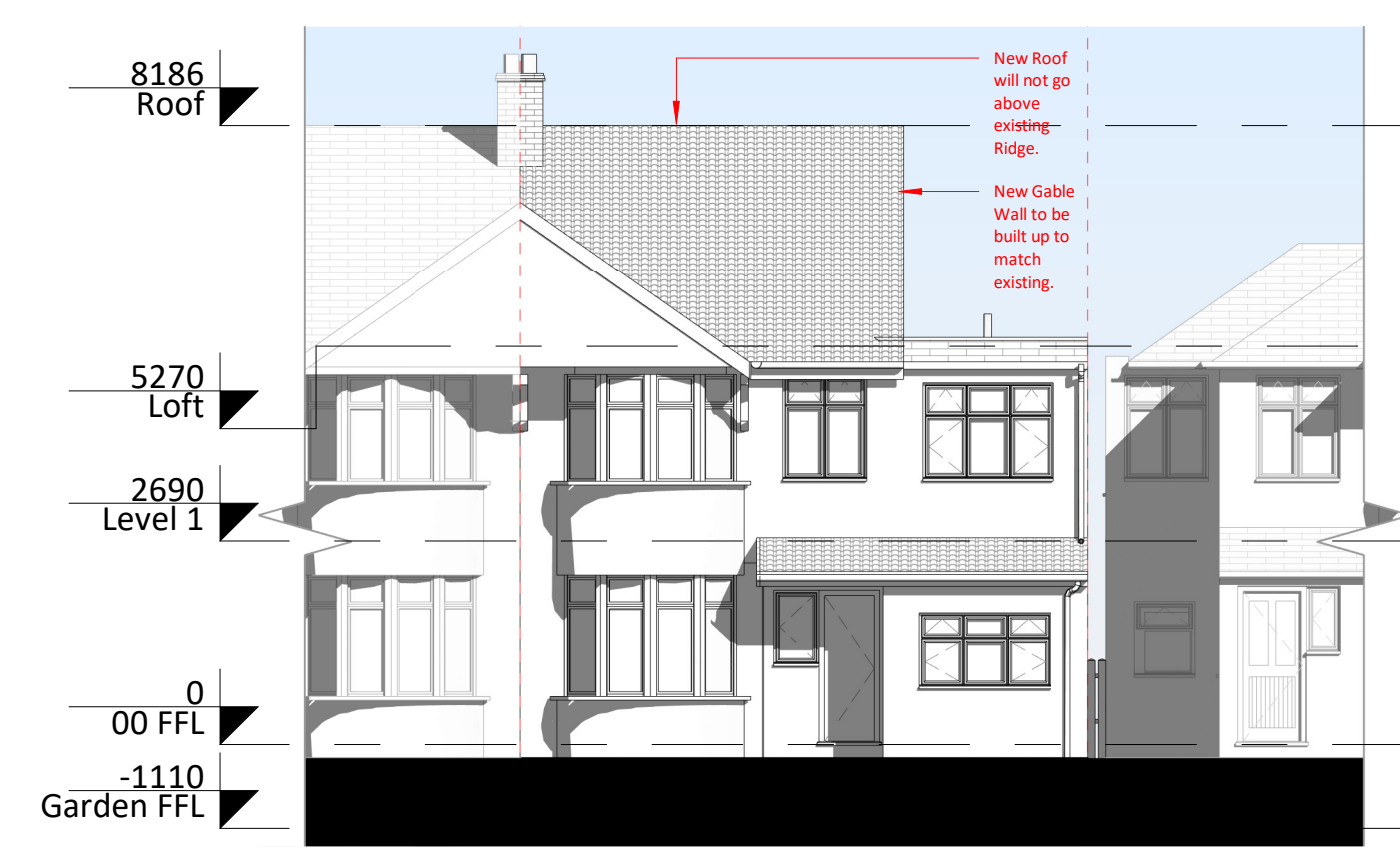 8186
Roof
New Roof
will not go
above
existing
Ridge.
New Gable
Wall to be
built up to
match
existing.
5270
Loft
2690
Level 1
0
00 FFL
-1110
Garden FFL